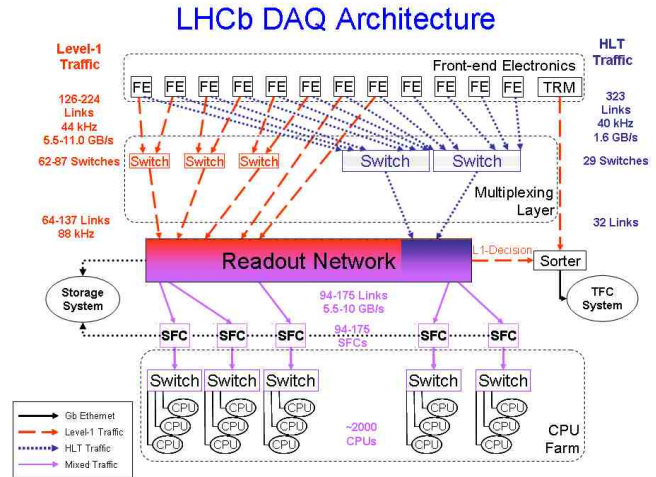 LHCb DAQ Architecture
Level-1
Traffic
Front-end Electronics
HLT
Traffic
FE FE FE FE FE FE FE FE FE FE FE FE TRM
126-224
Links
44 kHz
5.5-11.0 GB/s
323
Links
40 kHz
1.6 GB/s
62-87 Switches
Switch Switch Switch Switch Switch
29 Switches
Multiplexing
Layer
64-137 Links
88 kHz
32 Links
Readout Network
L1-Decision
Sorter
Storage
System
94-175 Links
5.5-10 GB/s
TFC
System
SFC SFC SFC SFC SFC
94-175
SFCs
Switch Switch Switch Switch Switch
CPU CPU CPU CPU CPU
CPU CPU CPU CPU CPU
CPU CPU CPU CPU CPU
~2000
CPUs
CPU
Farm
Gb Ethernet
Level-1 Traffic
HLT Traffic
Mixed Traffic